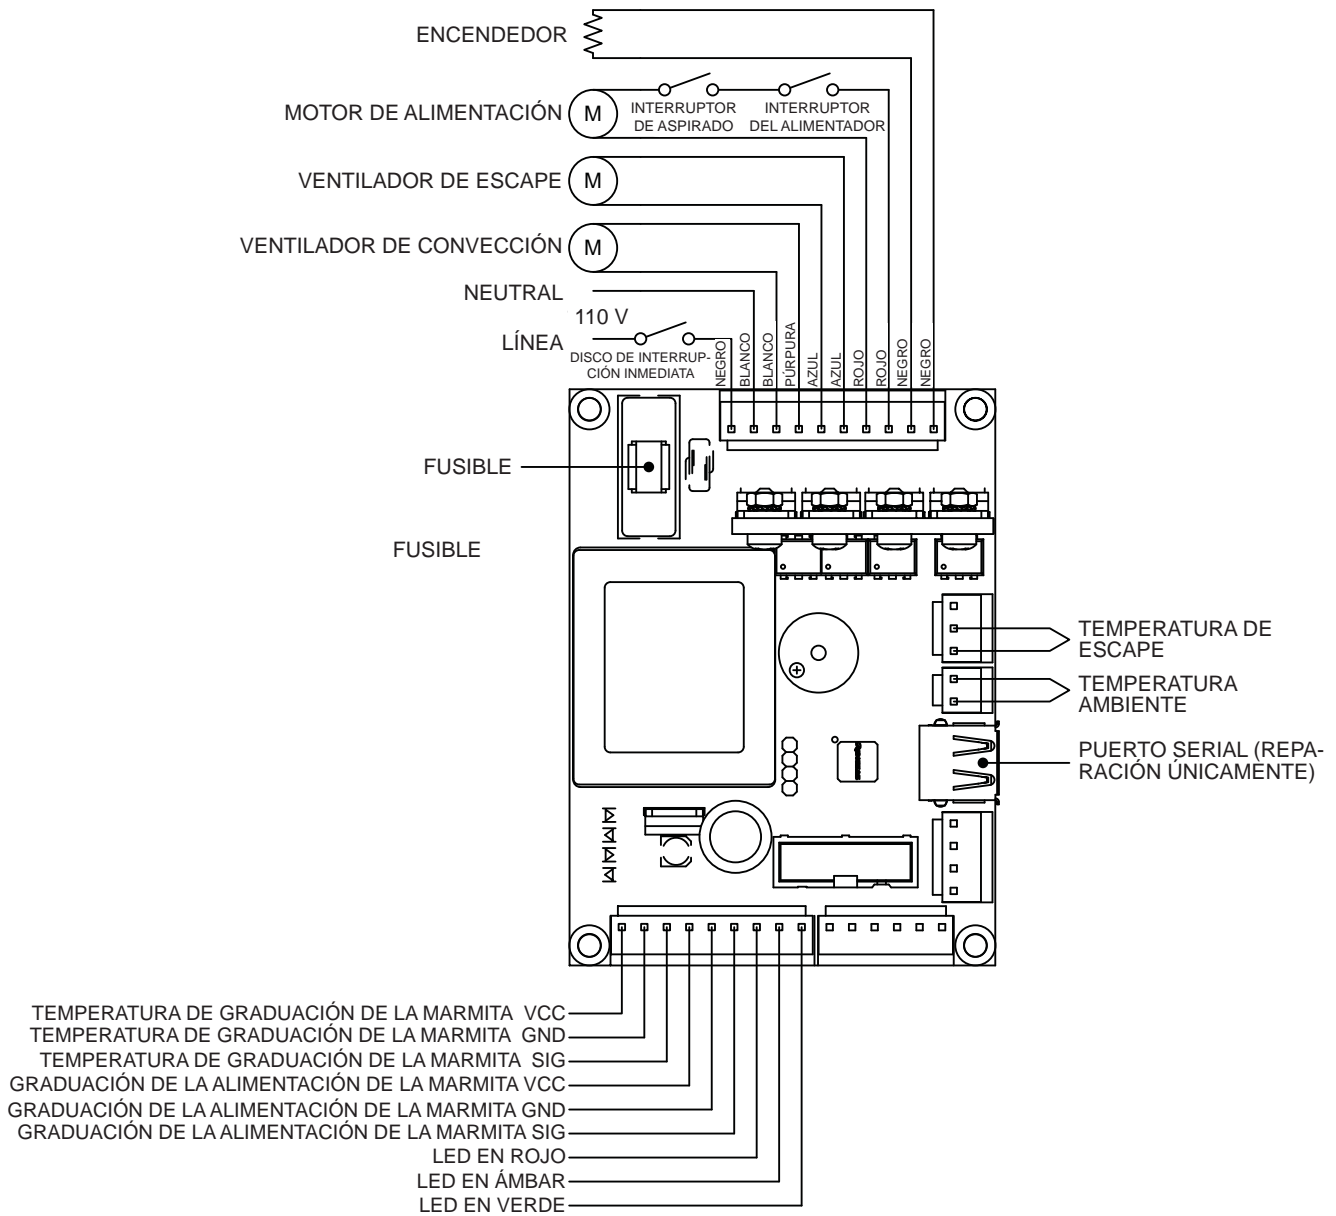 ENCENDEDOR
MOTOR DE ALIMENTACIÓN
M
INTERRUPTOR
DE ASPIRADO
INTERRUPTOR
DEL ALIMENTADOR
VENTILADOR DE ESCAPE
M
VENTILADOR DE CONVECCIÓN
M
NEUTRAL
110 V
LÍNEA
DISCO DE INTERRUP-
CIÓN INMEDIATA
NEGRO
BLANCO
BLANCO
PÚRPURA
AZUL
AZUL
ROJO
ROJO
NEGRO
NEGRO
FUSIBLE
FUSIBLE
TEMPERATURA DE
ESCAPE
TEMPERATURA
AMBIENTE
PUERTO SERIAL (REPA-
RACIÓN ÚNICAMENTE)
TEMPERATURA DE GRADUACIÓN DE LA MARMITA VCC
TEMPERATURA DE GRADUACIÓN DE LA MARMITA GND
TEMPERATURA DE GRADUACIÓN DE LA MARMITA SIG
GRADUACIÓN DE LA ALIMENTACIÓN DE LA MARMITA VCC
GRADUACIÓN DE LA ALIMENTACIÓN DE LA MARMITA GND
GRADUACIÓN DE LA ALIMENTACIÓN DE LA MARMITA SIG
LED EN ROJO
LED EN ÁMBAR
LED EN VERDE